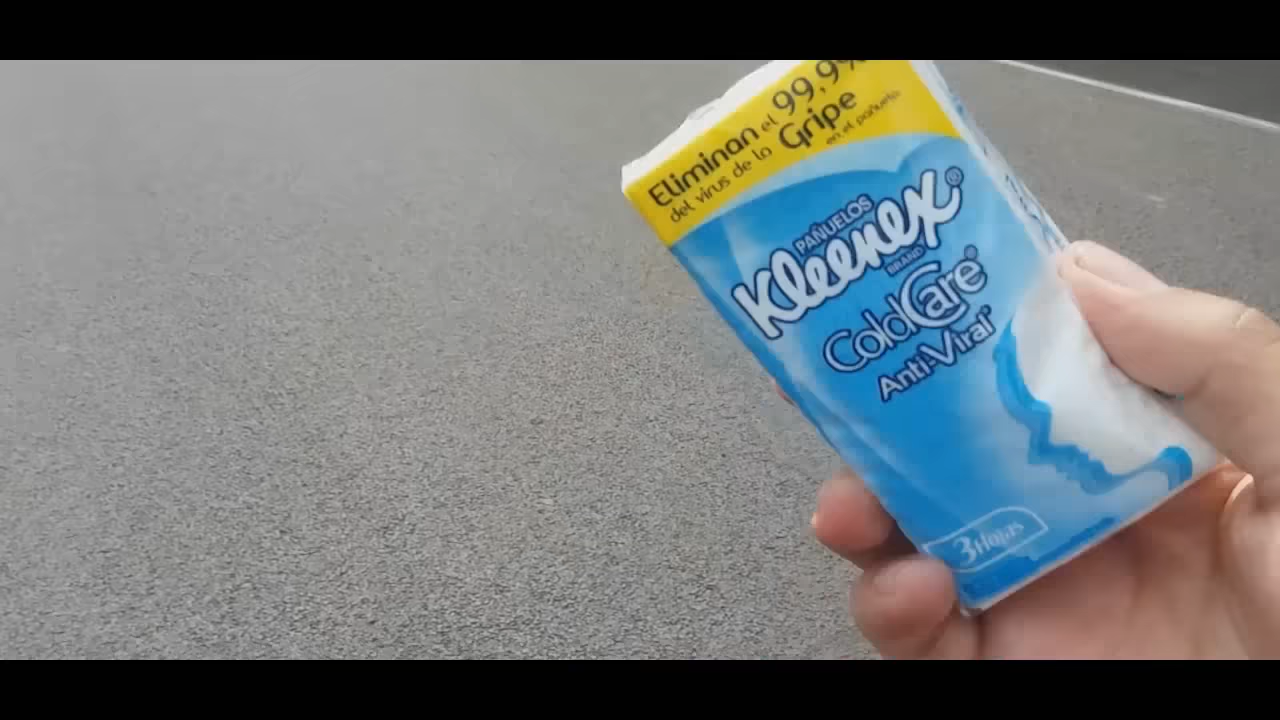 Eliminan el 99,9%
del virus de la Gripe
en el pañuelo
PAÑUELOS
Kleenex®
BRAND
ColdCare®
Anti-Viral*
3 Hojas